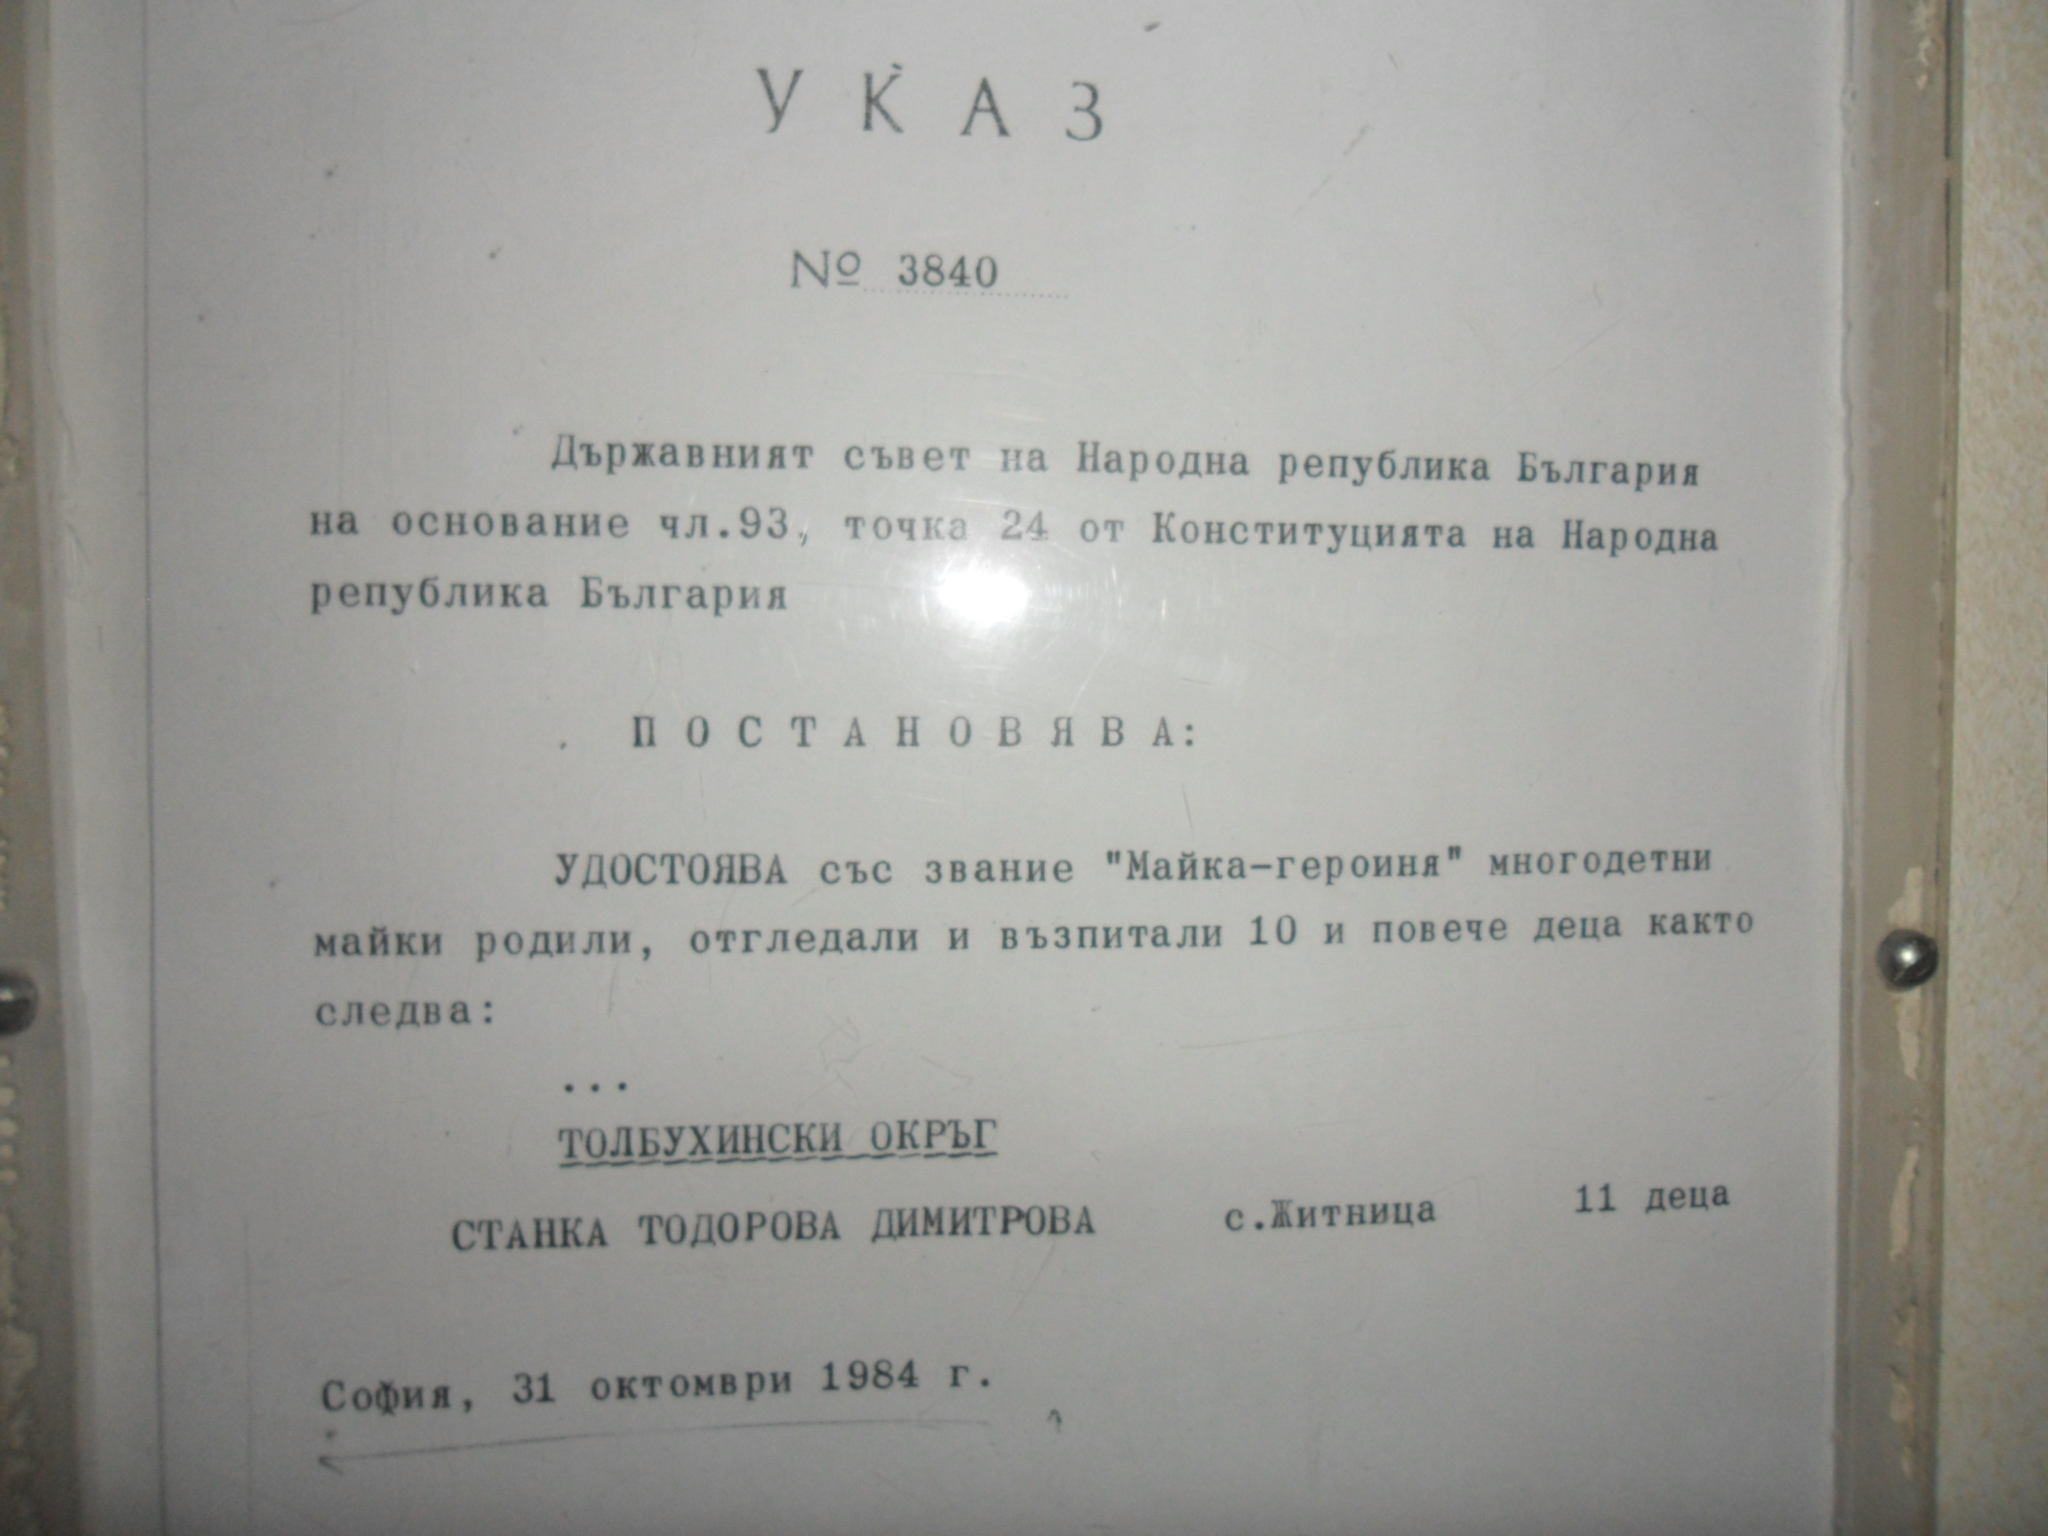 УКАЗ
№ 3840
Държавният съвет на Народна република България
на основание чл.93, точка 24 от Конституцията на Народна
република България
ПОСТАНОВЯВА:
УДОСТОЯВА със звание "Майка-героиня" многодетни
майки родили, отгледали и възпитали 10 и повече деца както
следва:
...
ТОЛБУХИНСКИ ОКРЪГ
СТАНКА ТОДОРОВА ДИМИТРОВА с.Житница 11 деца
София, 31 октомври 1984 г.